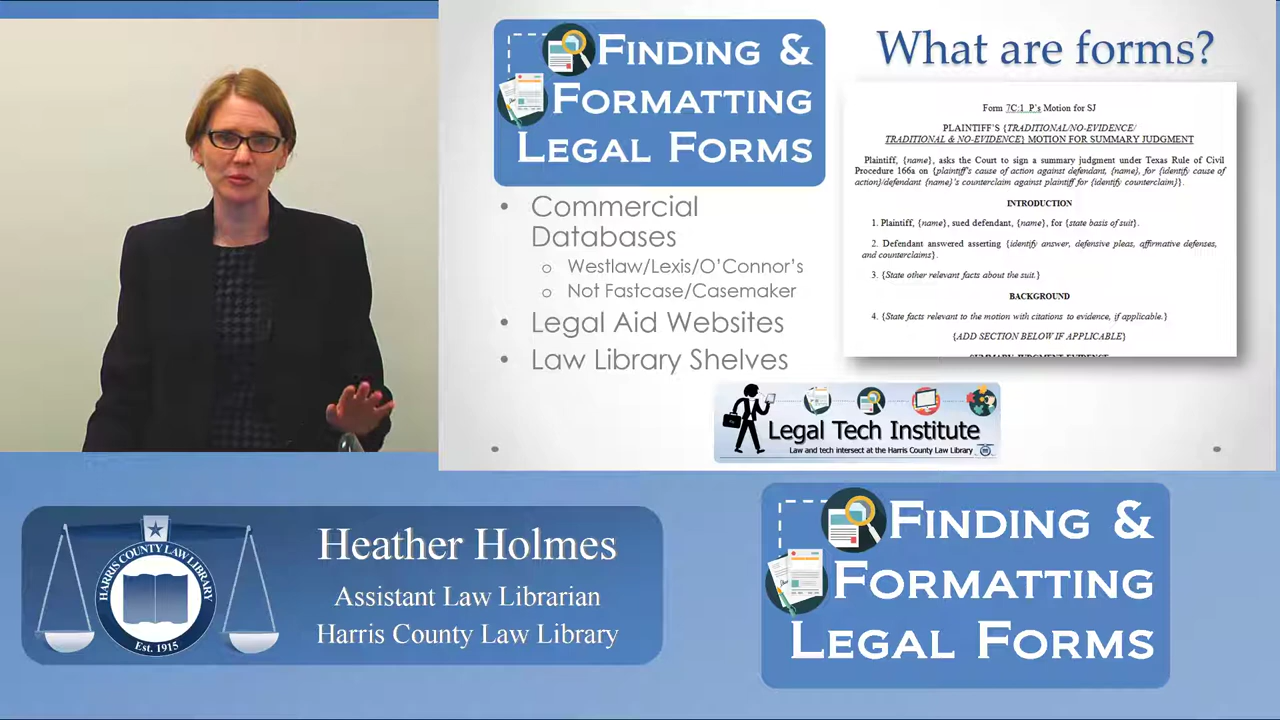 FINDING &
FORMATTING
LEGAL FORMS
• Commercial
Databases
o Westlaw/Lexis/O'Connor's
o Not Fastcase/Casemaker
• Legal Aid Websites
• Law Library Shelves
What are forms?
Form 7C:1 P's Motion for SJ
PLAINTIFF'S {TRADITIONAL/NO-EVIDENCE/
TRADITIONAL & NO-EVIDENCE} MOTION FOR SUMMARY JUDGMENT
Plaintiff, {name}, asks the Court to sign a summary judgment under Texas Rule of Civil
Procedure 166a on {plaintiff's cause of action against defendant, {name}, for {identify cause of
action}/defendant {name}'s counterclaim against plaintiff for {identify counterclaim}}.
INTRODUCTION
1. Plaintiff, {name}, sued defendant, {name}, for {state basis of suit}.
2. Defendant answered asserting {identify answer, defensive pleas, affirmative defenses,
and counterclaims}.
3. {State other relevant facts about the suit.}
BACKGROUND
4. {State facts relevant to the motion with citations to evidence, if applicable.}
{ADD SECTION BELOW IF APPLICABLE}
SUMMARY-JUDGMENT EVIDENCE
Legal Tech Institute
Law and tech intersect at the Harris County Law Library
HARRIS COUNTY LAW LIBRARY
Est. 1915
Heather Holmes
Assistant Law Librarian
Harris County Law Library
FINDING &
FORMATTING
LEGAL FORMS